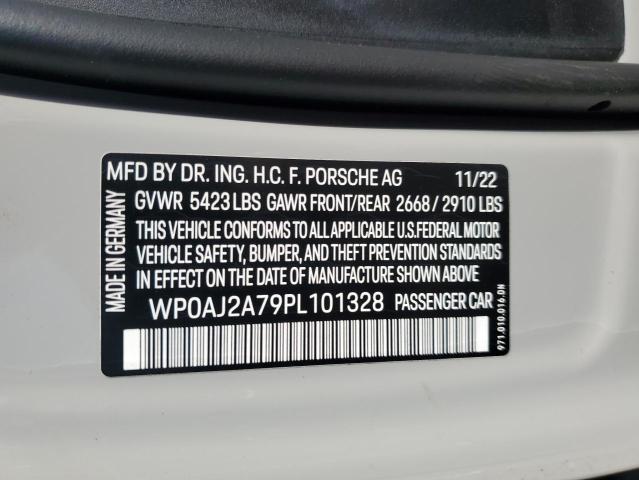 MFD BY DR. ING. H.C. F. PORSCHE AG 11/22
GVWR 5423 LBS GAWR FRONT/REAR 2668 / 2910 LBS
THIS VEHICLE CONFORMS TO ALL APPLICABLE U.S.FEDERAL MOTOR
VEHICLE SAFETY, BUMPER, AND THEFT PREVENTION STANDARDS
IN EFFECT ON THE DATE OF MANUFACTURE SHOWN ABOVE.
WP0AJ2A79PL101328 PASSENGER CAR
MADE IN GERMANY
971.010.016.DN